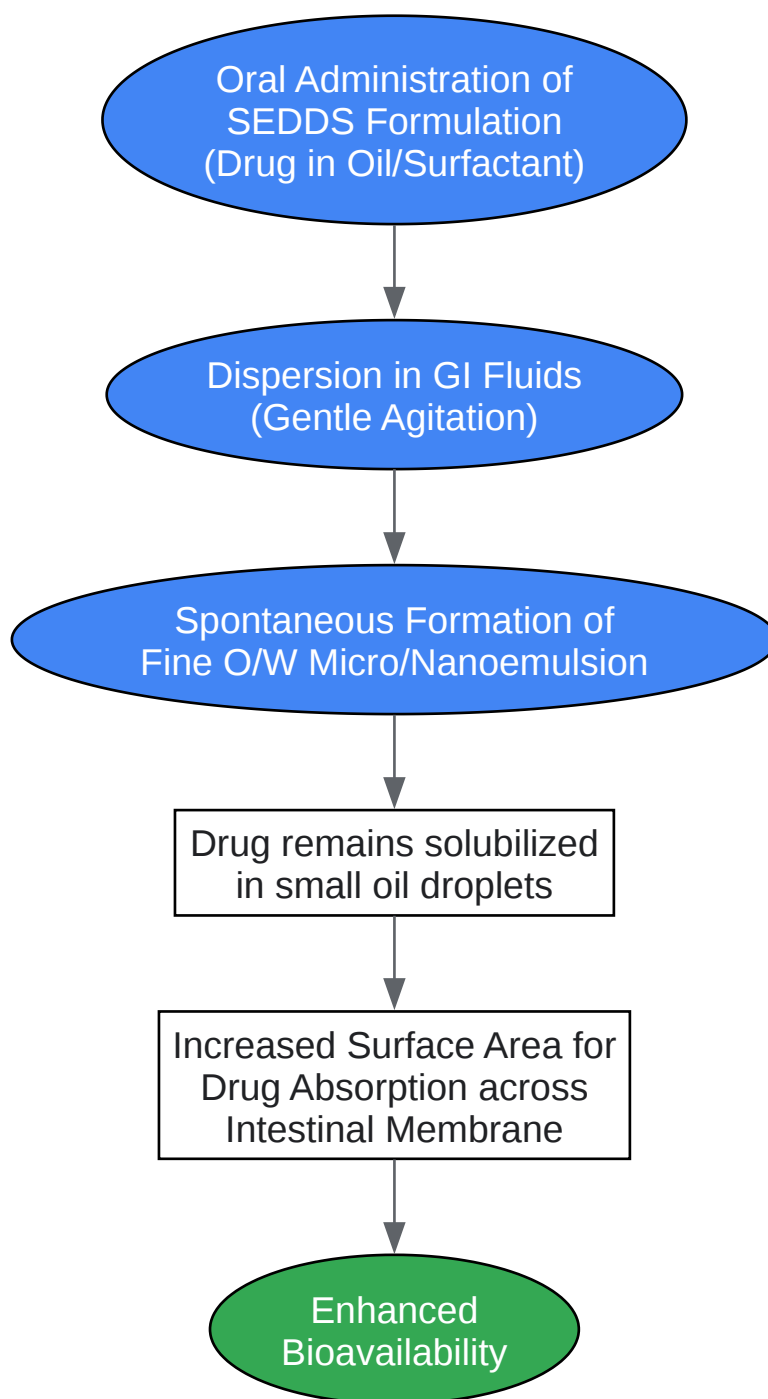 Oral Administration of
SEDDS Formulation
(Drug in Oil/Surfactant)
Dispersion in GI Fluids
(Gentle Agitation)
Spontaneous Formation of
Fine O/W Micro/Nanoemulsion
Drug remains solubilized
in small oil droplets
Increased Surface Area for
Drug Absorption across
Intestinal Membrane
Enhanced
Bioavailability